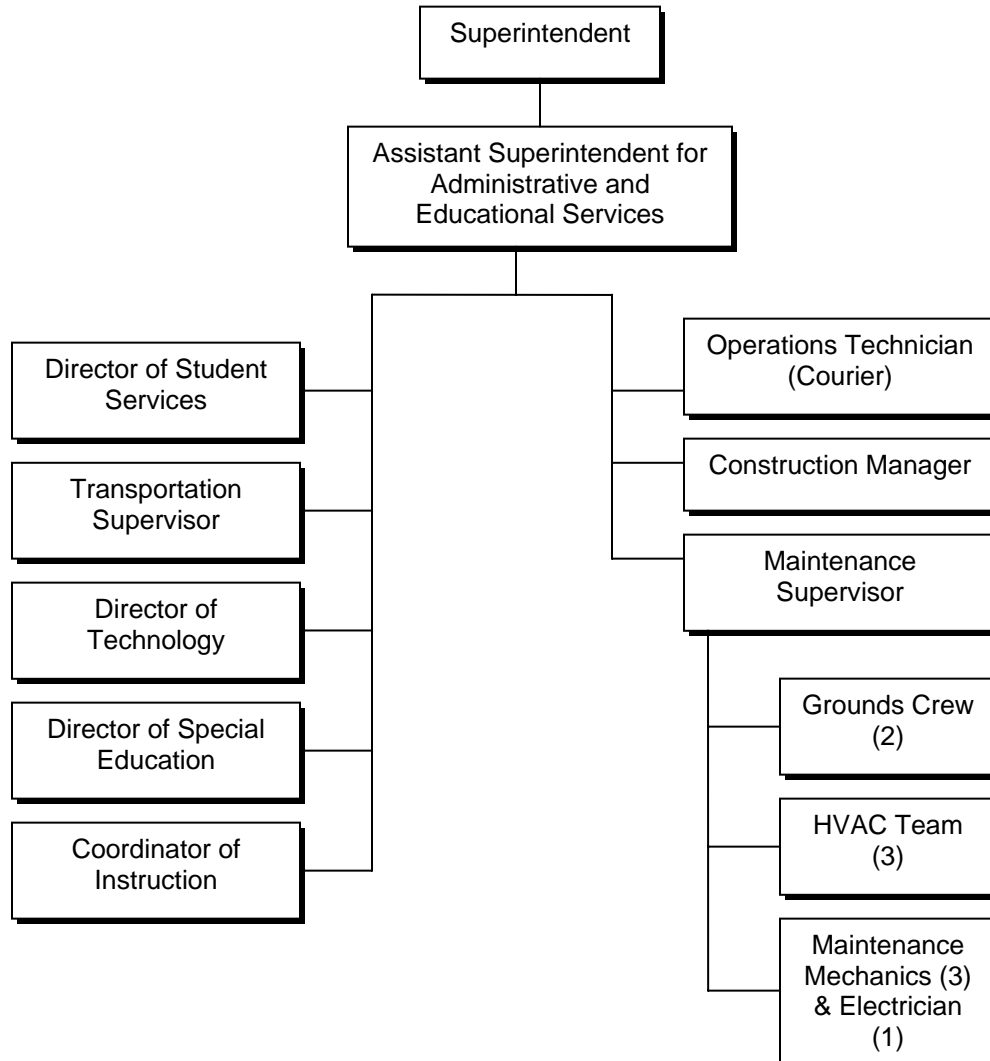 Superintendent
Assistant Superintendent for
Administrative and
Educational Services
Director of Student
Services
Transportation
Supervisor
Director of
Technology
Director of Special
Education
Coordinator of
Instruction
Operations Technician
(Courier)
Construction Manager
Maintenance
Supervisor
Grounds Crew
(2)
HVAC Team
(3)
Maintenance
Mechanics (3)
& Electrician
(1)